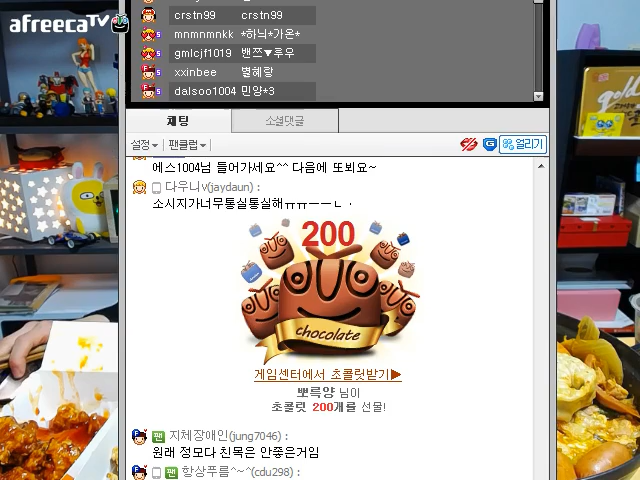 afreecaTV
crstn99 crstn99
mnmnmnkk *하늬*가온*
gmlcjf1019 밴쯔♥루우
xxinbee 별혜랑
dalsoo1004 민양*3
채팅 소셜댓글
설정 팬클럽 얼리기
에스1004님 들어가세요^^ 다음에 또뵈요~
다우니v(jaydaun) :
소시지가너무통실통실해ㅠㅠㅡㅡㄴ·
200
chocolate
게임센터에서 초콜릿받기▶
뽀륵양 님이
초콜릿 200개를 선물!
팬 지체장애인(jung7046) :
원래 정모다 친목은 안좋은거임
팬 항상푸름^~^(cdu298) :
gold